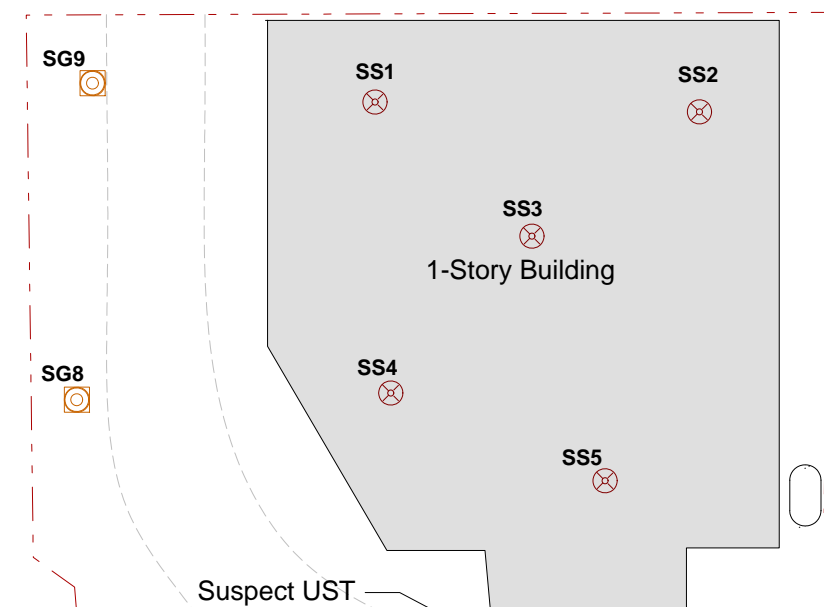 SG9
SS1
SS2
SS3
1-Story Building
SG8
SS4
SS5
Suspect UST